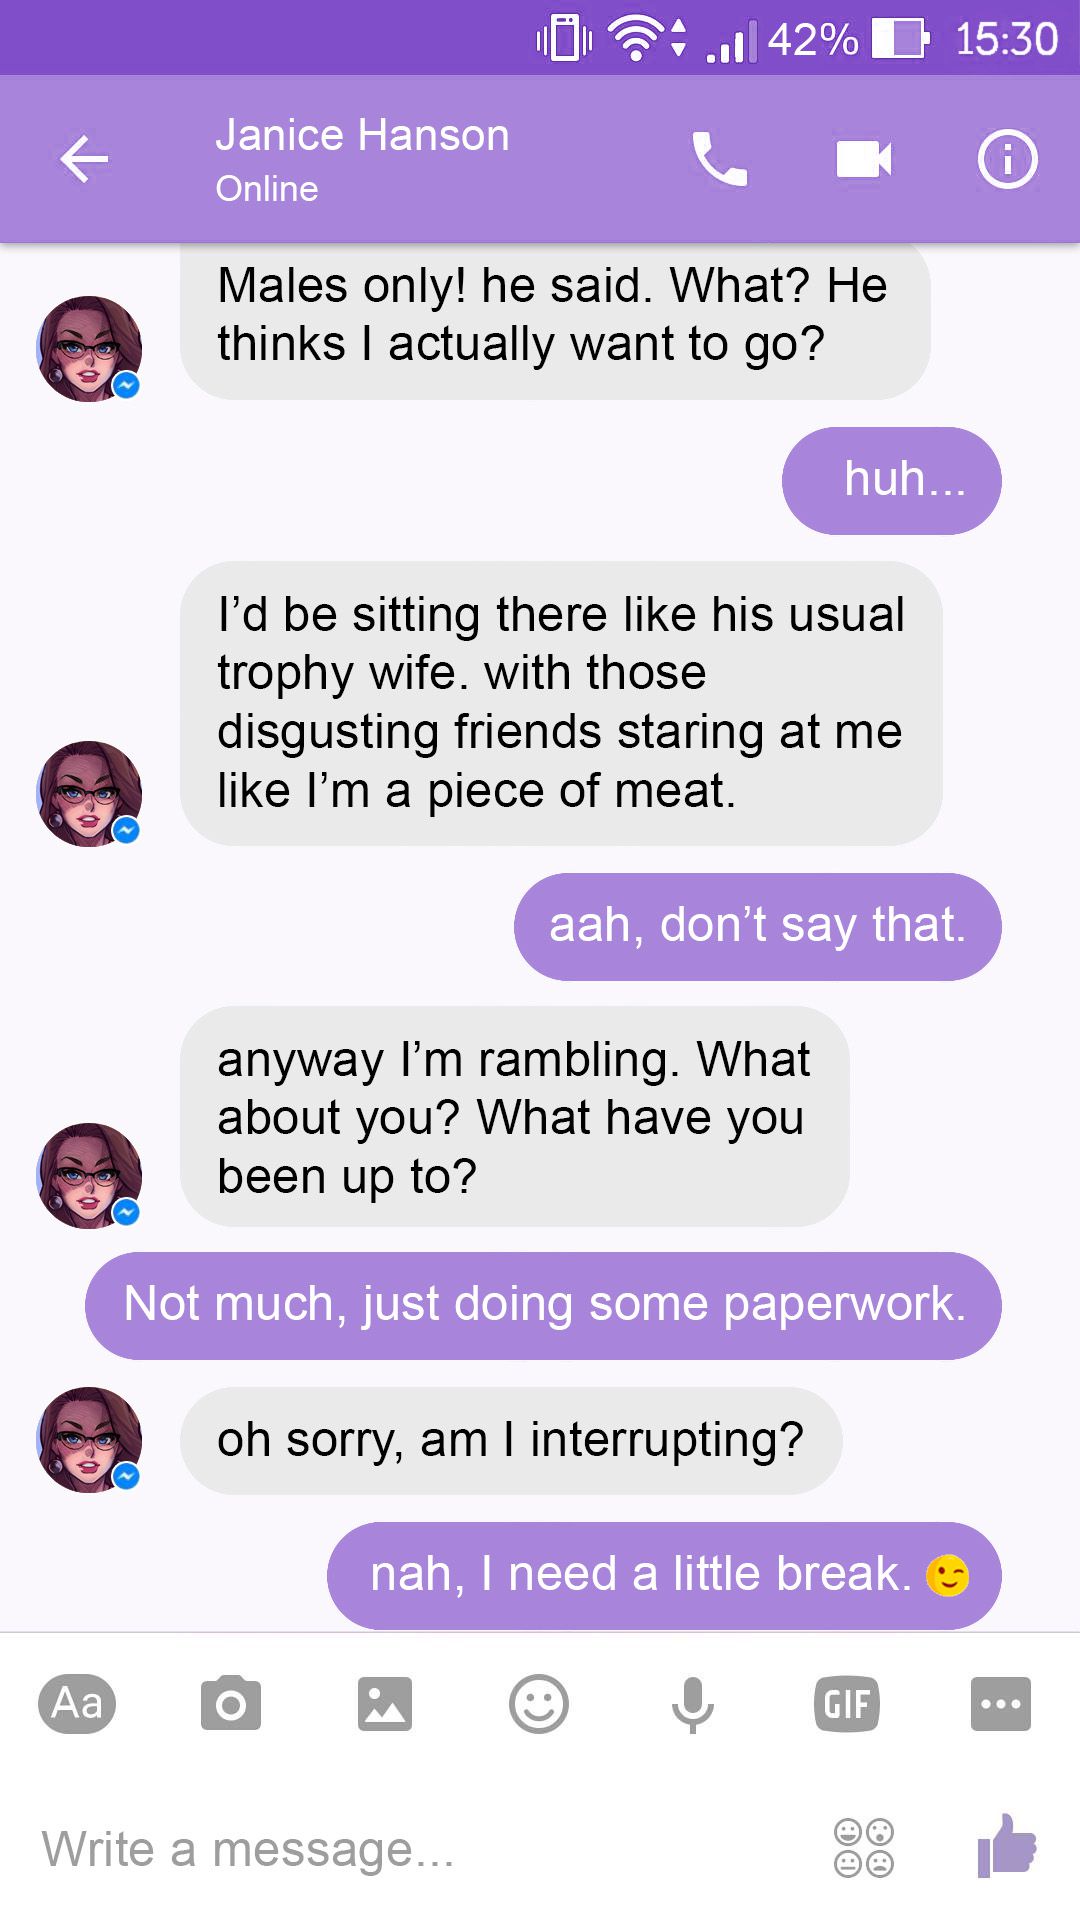 42% 15:30
Janice Hanson
Online
Males only! he said. What? He
thinks I actually want to go?
huh...
I’d be sitting there like his usual
trophy wife. with those
disgusting friends staring at me
like I’m a piece of meat.
aah, don’t say that.
anyway I’m rambling. What
about you? What have you
been up to?
Not much, just doing some paperwork.
oh sorry, am I interrupting?
nah, I need a little break. 😉
Aa GIF
Write a message...